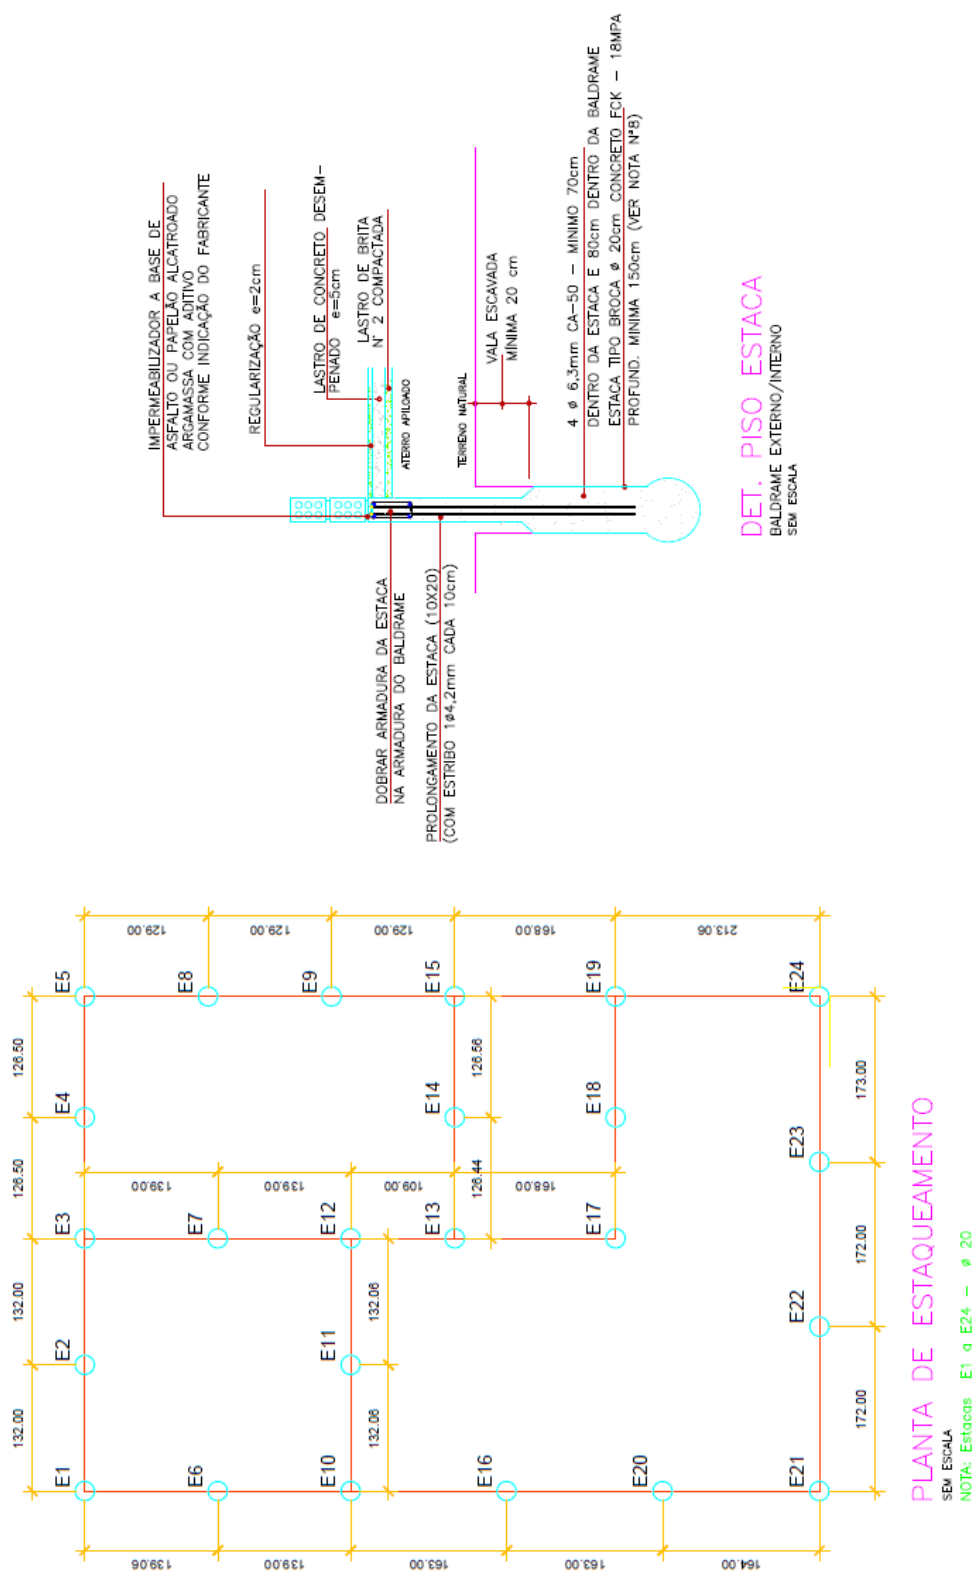 IMPERMEABILIZADOR A BASE DE
ASFALTO OU PAPELÃO ALCATROADO
ARGAMASSA COM ADITIVO
CONFORME INDICAÇÃO DO FABRICANTE
REGULARIZAÇÃO e=2cm
LASTRO DE CONCRETO DESEM-
PENADO e=5cm
LASTRO DE BRITA
N° 2 COMPACTADA
ATERRO APILOADO
TERRENO NATURAL
VALA ESCAVADA
MÍNIMA 20 cm
4 ø 6,3mm CA-50 - MINIMO 70cm
DENTRO DA ESTACA E 80cm DENTRO DA BALDRAME
ESTACA TIPO BROCA ø 20cm CONCRETO FCK - 18MPA
PROFUND. MINIMA 150cm (VER NOTA Nº8)
DOBRAR ARMADURA DA ESTACA
NA ARMADURA DO BALDRAME
PROLONGAMENTO DA ESTACA (10X20)
(COM ESTRIBO 1ø4,2mm CADA 10cm)
DET. PISO ESTACA
BALDRAME EXTERNO/INTERNO
SEM ESCALA
132.00
132.00
126.50
126.50
E1
E2
E3
E4
E5
139.06
139.00
163.00
163.00
164.00
139.00
139.00
109.00
168.00
129.00
129.00
129.00
168.00
213.06
E6
E7
E8
E9
E10
E11
E12
132.06
132.06
E13
E14
E15
126.44
126.56
E16
E17
E18
E19
E20
E21
E22
E23
E24
172.00
172.00
173.00
PLANTA DE ESTAQUEAMENTO
SEM ESCALA
NOTA: Estacas E1 a E24 - ø 20